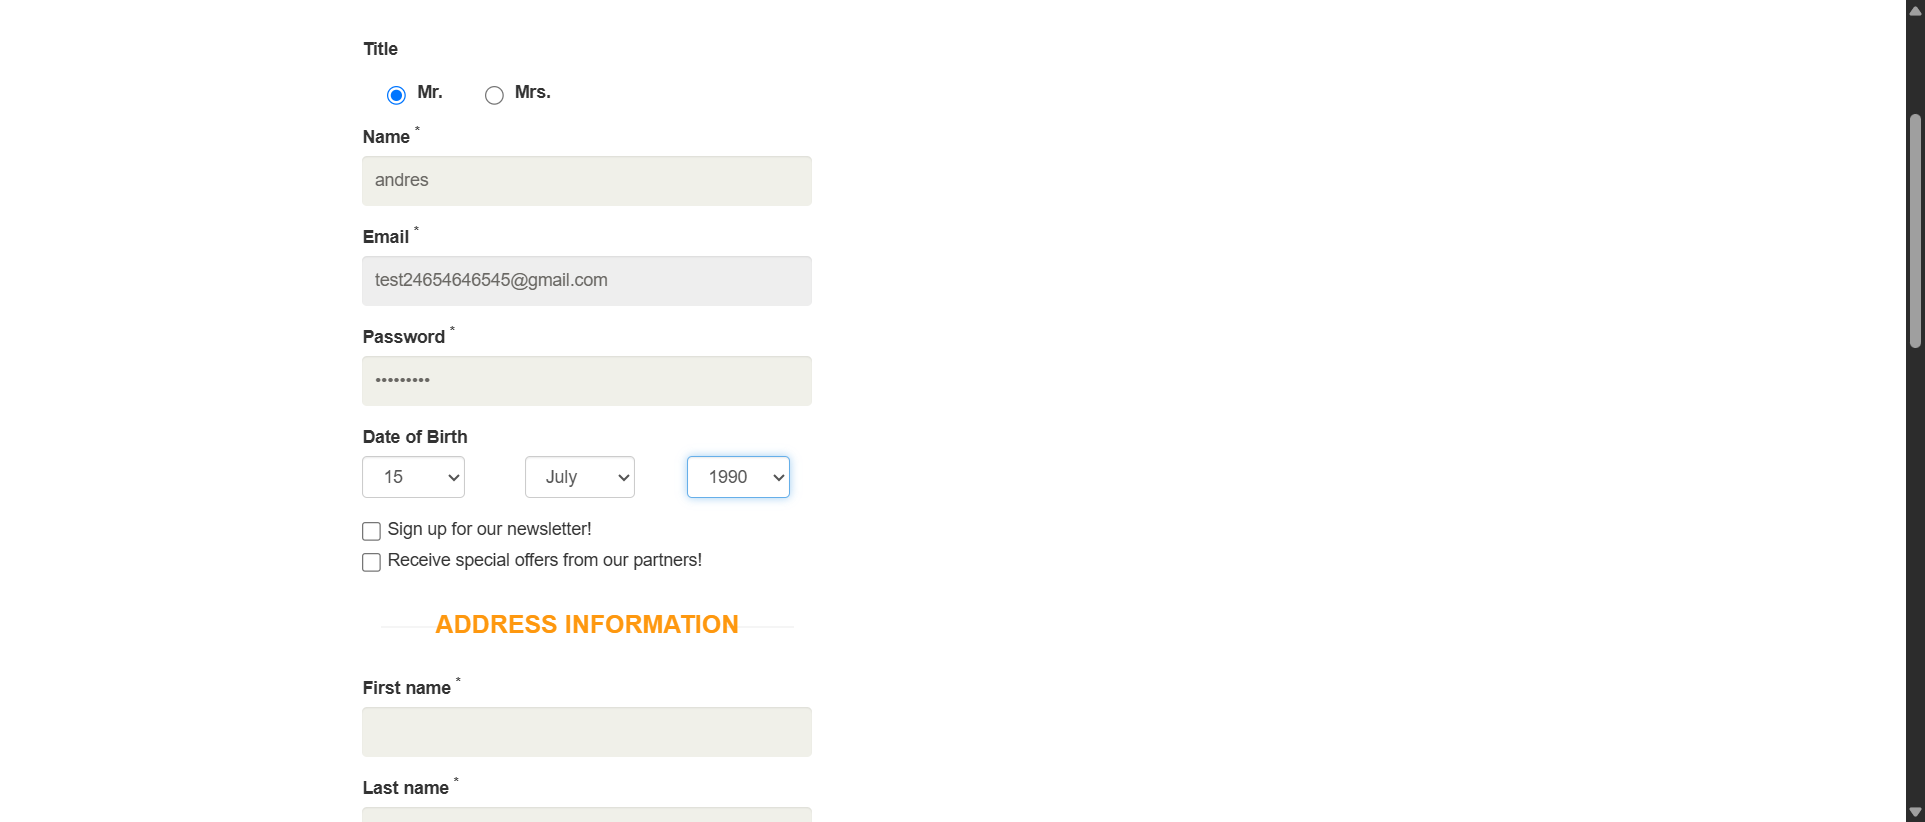 Title
Mr. Mrs.
Name *
andres
Email *
test24654646545@gmail.com
Password *
•••••••••
Date of Birth
15 July 1990
Sign up for our newsletter!
Receive special offers from our partners!
ADDRESS INFORMATION
First name *
Last name *